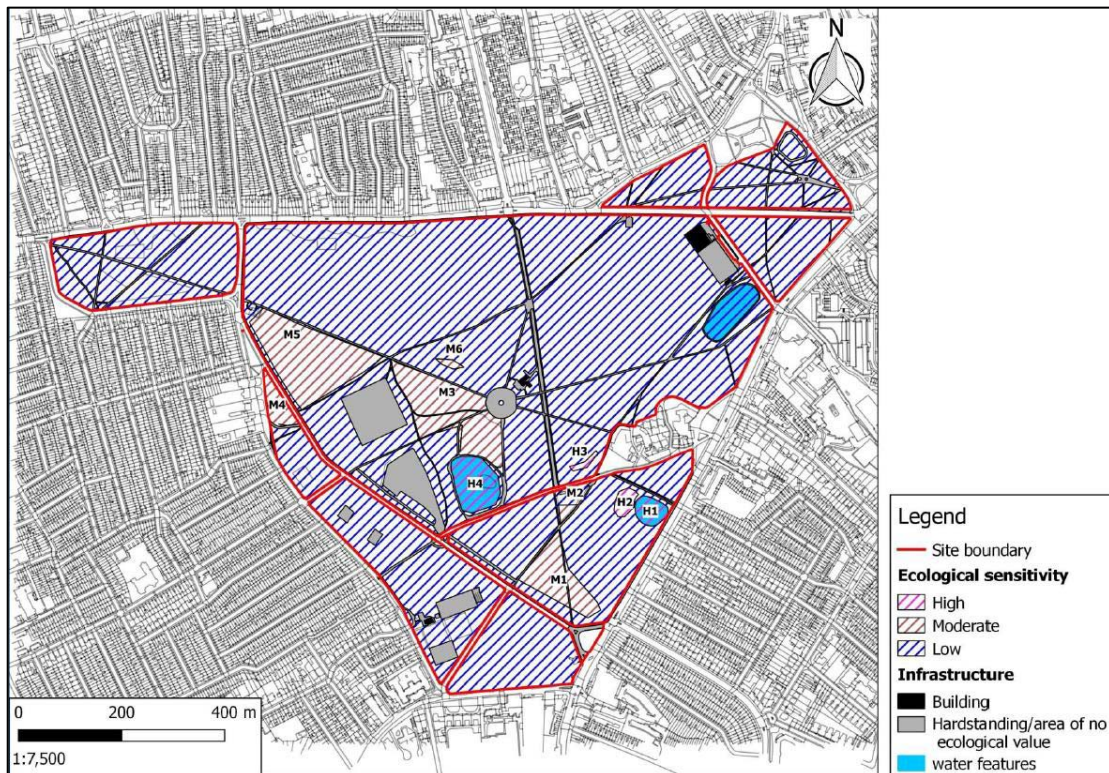 N
M5
M6
M3
M4
H4
H3
M2
H2
H1
M1
Legend
Site boundary
Ecological sensitivity
High
Moderate
Low
Infrastructure
Building
Hardstanding/area of no
ecological value
water features
0 200 400 m
1:7,500